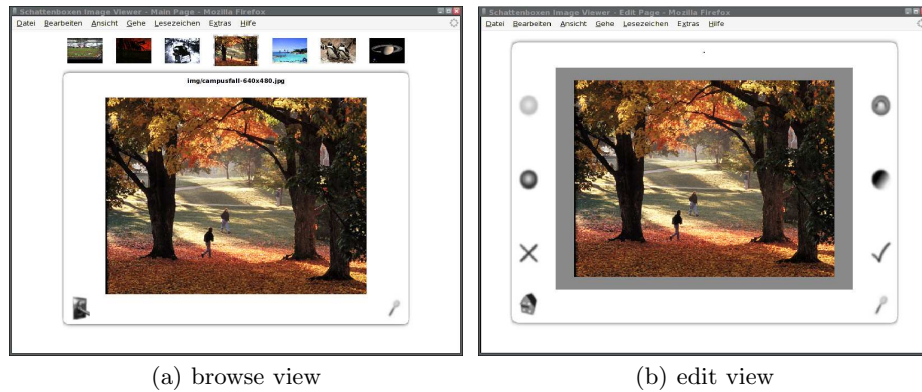 Schattenboxen Image Viewer - Main Page - Mozilla Firefox
Datei Bearbeiten Ansicht Gehe Lesezeichen Extras Hilfe
img/campusfall-640x480.jpg
(a) browse view
Schattenboxen Image Viewer - Edit Page - Mozilla Firefox
Datei Bearbeiten Ansicht Gehe Lesezeichen Extras Hilfe
(b) edit view